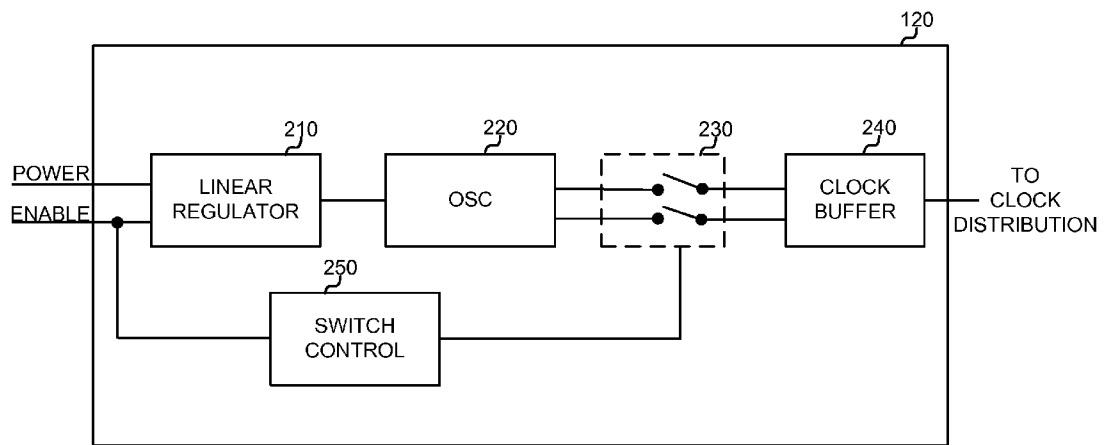 120
210
220
230
240
POWER
ENABLE
LINEAR
REGULATOR
OSC
CLOCK
BUFFER
TO
CLOCK
DISTRIBUTION
250
SWITCH
CONTROL